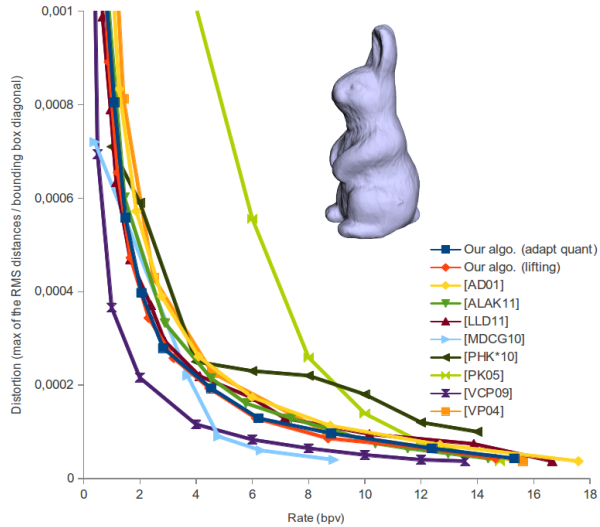 Distortion (max of the RMS distances / bounding box diagonal)
0,001
0,0008
0,0006
0,0004
0,0002
0
0 2 4 6 8 10 12 14 16 18
Rate (bpv)
Our algo. (adapt quant)
Our algo. (lifting)
[AD01]
[ALAK11]
[LLD11]
[MDCG10]
[PHK*10]
[PK05]
[VCP09]
[VP04]